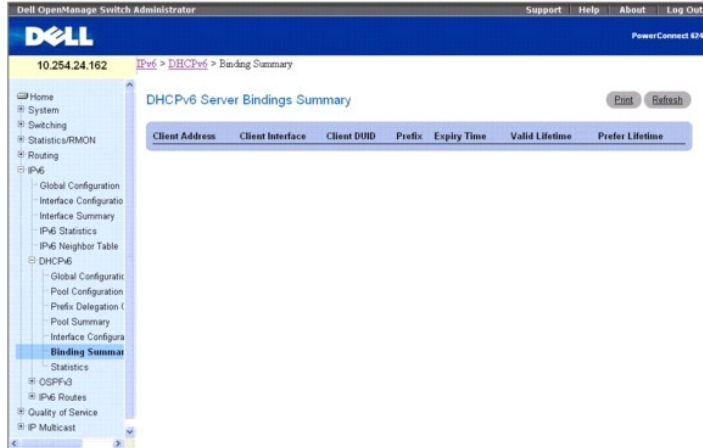 Dell OpenManage Switch Administrator
Support Help About Log Out
DELL
PowerConnect 624
10.254.24.162
IPv6 > DHCPv6 > Binding Summary
Home
System
Switching
Statistics/RMON
Routing
IPv6
Global Configuration
Interface Configuratio
Interface Summary
IPv6 Statistics
IPv6 Neighbor Table
DHCPv6
Global Configuratic
Pool Configuration
Prefix Delegation (
Pool Summary
Interface Configura
Binding Summar
Statistics
OSPFv3
IPv6 Routes
Quality of Service
IP Multicast
DHCPv6 Server Bindings Summary
Print Refresh
Client Address Client Interface Client DUID Prefix Expiry Time Valid Lifetime Prefer Lifetime